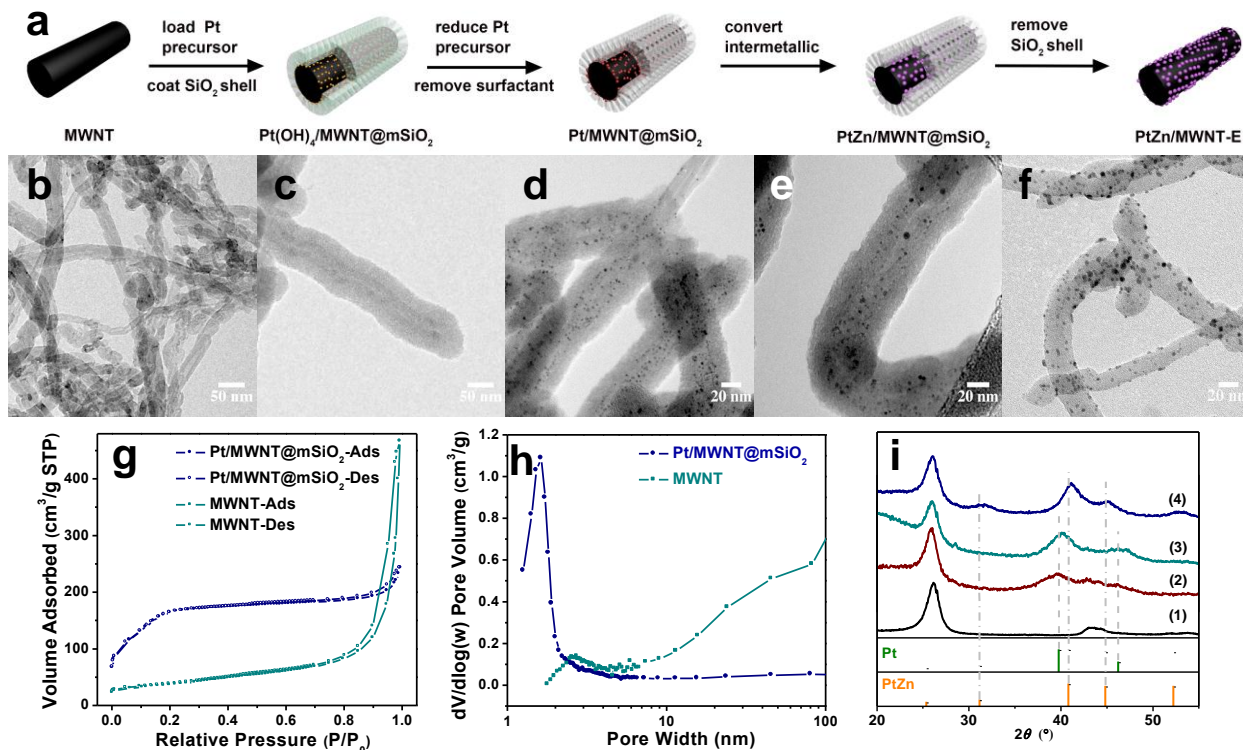 a
load Pt
precursor
coat SiO₂ shell
reduce Pt
precursor
remove surfactant
convert
intermetallic
remove
SiO₂ shell
MWNT
Pt(OH)₄/MWNT@mSiO₂
Pt/MWNT@mSiO₂
PtZn/MWNT@mSiO₂
PtZn/MWNT-E
b
50 nm
c
50 nm
d
20 nm
e
20 nm
f
20 nm
g
Pt/MWNT@mSiO₂-Ads
Pt/MWNT@mSiO₂-Des
MWNT-Ads
MWNT-Des
Volume Adsorbed (cm³/g STP)
400
300
200
100
0
0.0 0.2 0.4 0.6 0.8 1.0
Relative Pressure (P/P₀)
h
Pt/MWNT@mSiO₂
MWNT
dV/dlog(w) Pore Volume (cm³/g)
1.2
1.0
0.8
0.6
0.4
0.2
0.0
1 10 100
Pore Width (nm)
i
(4)
(3)
(2)
(1)
Pt
PtZn
20 30 40 50
2θ (°)